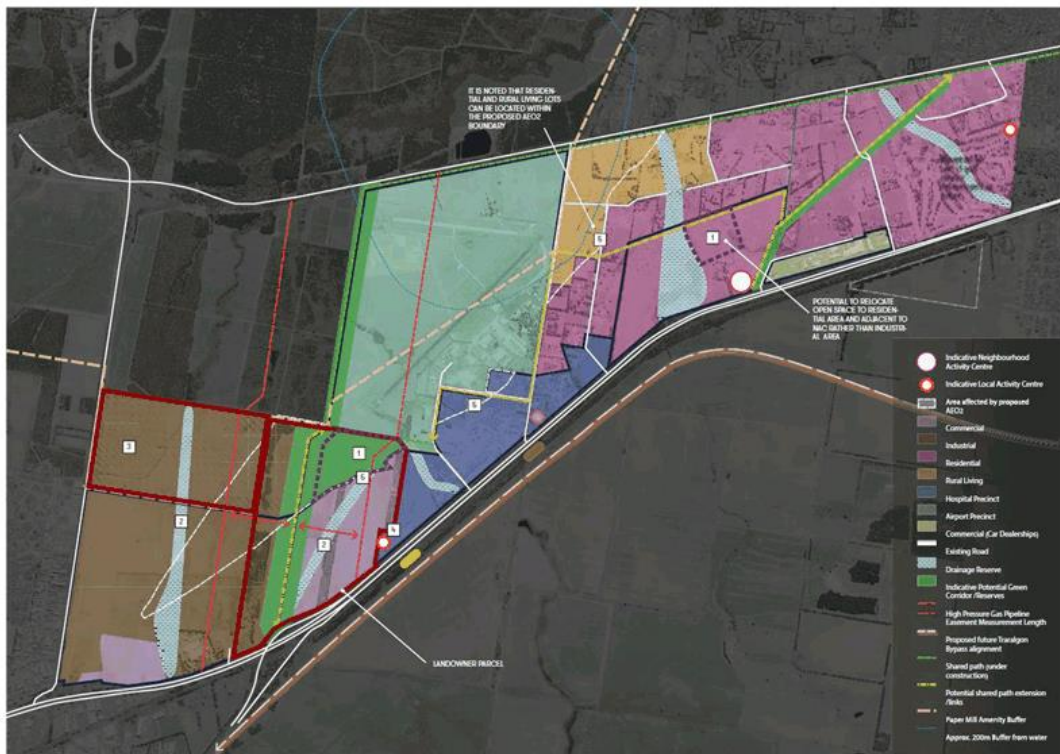 IT IS NOTED THAT RESIDEN-
TIAL AND RURAL LIVING LOTS
CAN BE LOCATED WITHIN
THE PROPOSED AEO2
BOUNDARY
5
1
POTENTIAL TO RELOCATE
OPEN SPACE TO RESIDEN-
TIAL AREA AND ADJACENT TO
NAC RATHER THAN INDUSTRI-
AL AREA
3
2
1
5
2
4
6
LANDOWNER PARCEL
Indicative Neighbourhood
Activity Centre
Indicative Local Activity Centre
Area affected by proposed
AEO2
Commercial
Industrial
Residential
Rural Living
Hospital Precinct
Airport Precinct
Commercial (Car Dealerships)
Existing Road
Drainage Reserve
Indicative Potential Green
Corridor /Reserves
High Pressure Gas Pipeline
Easement Measurement Length
Proposed future Traralgon
Bypass alignment
Shared path (under
construction)
Potential shared path extension
/links
Paper Mill Amenity Buffer
Approx. 200m Buffer from water